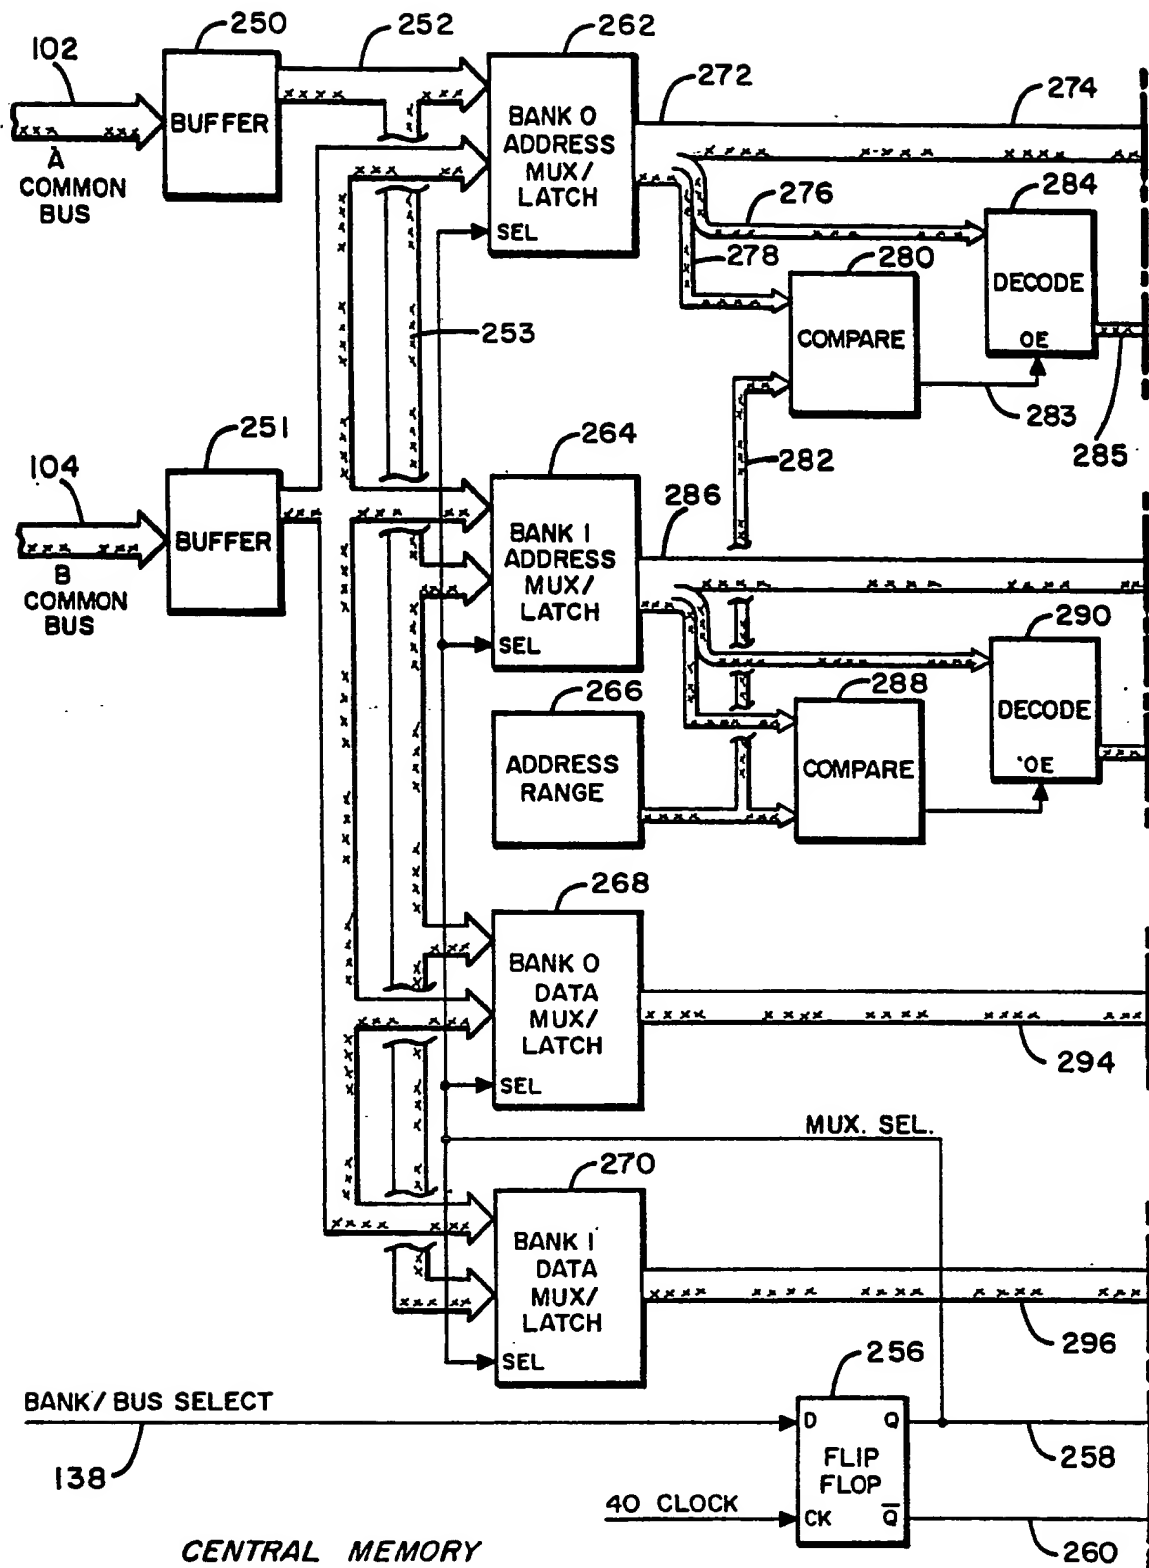 250
252
262
102
272
274
BUFFER
BANK 0
ADDRESS
MUX/
LATCH
SEL
A
COMMON
BUS
276
284
278
280
DECODE
OE
253
COMPARE
283
285
251
264
282
104
286
BUFFER
BANK 1
ADDRESS
MUX/
LATCH
SEL
B
COMMON
BUS
290
266
288
DECODE
OE
ADDRESS
RANGE
COMPARE
268
BANK 0
DATA
MUX/
LATCH
SEL
294
MUX. SEL.
270
BANK 1
DATA
MUX/
LATCH
SEL
296
256
BANK/BUS SELECT
D Q
138
FLIP
FLOP
258
40 CLOCK
CK Q̅
260
CENTRAL MEMORY